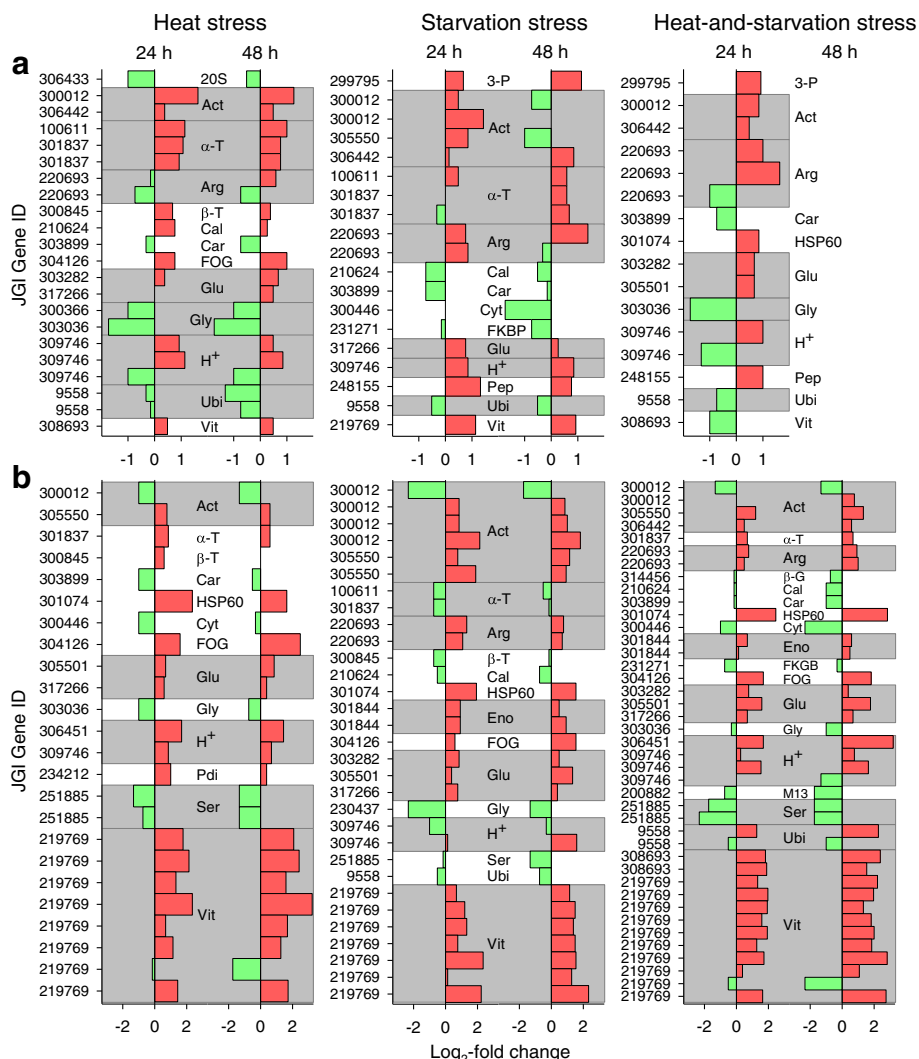 Heat stress Starvation stress Heat-and-starvation stress
24 h 48 h 24 h 48 h 24 h 48 h
a
JGI Gene ID
306433 20S
300012 Act
306442
100611
301837 α-T
301837
220693 Arg
220693
300845 β-T
210624 Cal
303899 Car
304126 FOG
303282 Glu
317266
300366 Gly
303036
309746
309746 H+
309746
9558 Ubi
9558
308693 Vit
-1 0 1 0 1
299795 3-P
300012
300012 Act
305550
306442
100611
301837 α-T
301837
220693 Arg
220693
210624 Cal
303899 Car
300446 Cyt
231271 FKBP
317266 Glu
309746 H+
248155 Pep
9558 Ubi
219769 Vit
-1 0 1 0 1
299795 3-P
300012 Act
306442
220693
220693 Arg
220693
303899 Car
301074 HSP60
303282 Glu
305501
303036 Gly
309746 H+
309746
248155 Pep
9558 Ubi
308693 Vit
-1 0 1
b
JGI Gene ID
300012 Act
305550
301837 α-T
300845 β-T
303899 Car
301074 HSP60
300446 Cyt
304126 FOG
305501 Glu
317266
303036 Gly
306451 H+
309746
234212 Pdi
251885 Ser
251885
219769
219769
219769
219769 Vit
219769
219769
219769
219769
-2 0 2 0 2
300012
300012
300012
300012 Act
305550
305550
100611 α-T
301837
220693 Arg
220693
300845 β-T
210624 Cal
301074 HSP60
301844 Eno
301844
304126 FOG
303282
305501 Glu
317266
230437 Gly
309746 H+
309746
251885 Ser
9558 Ubi
219769
219769
219769
219769 Vit
219769
219769
219769
-2 0 2 0 2
Log2-fold change
300012
300012 Act
305550
306442
301837 α-T
220693 Arg
220693
314456 β-G
210624 Cal
303899 Car
301074 HSP60
300446 Cyt
301844 Eno
301844
231271 FKGB
304126 FOG
303282
305501 Glu
317266
303036 Gly
306451
309746 H+
309746
309746
200882 M13
251885 Ser
251885
9558 Ubi
9558
308693
308693
219769
219769
219769
219769 Vit
219769
219769
219769
219769
219769
219769
-2 0 2 0 2